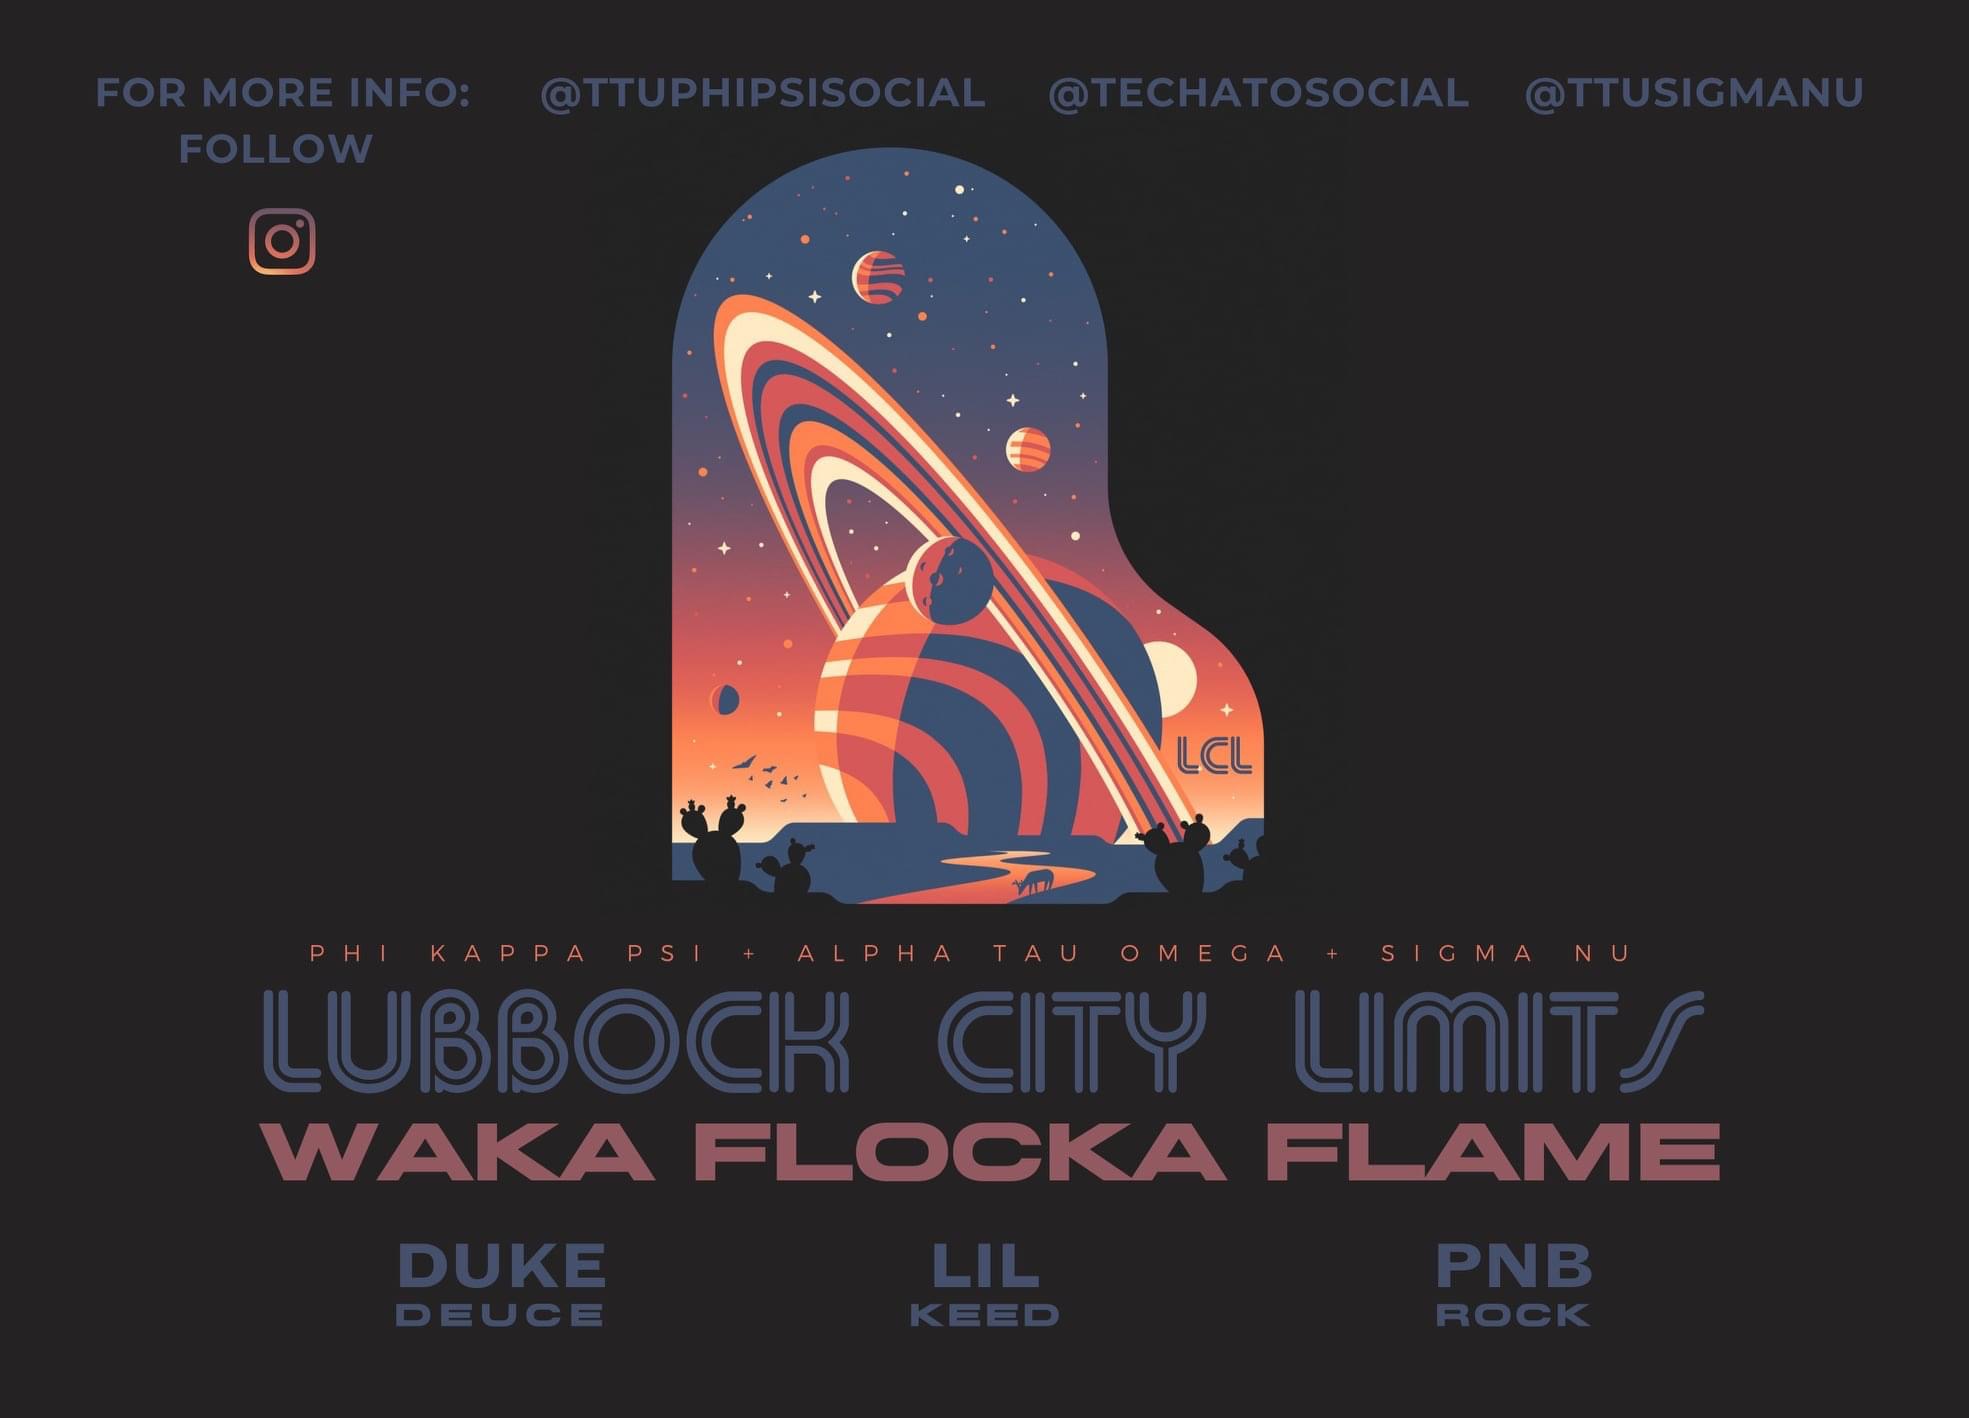 FOR MORE INFO: @TTUPHIPSISOCIAL @TECHATOSOCIAL @TTUSIGMANU
FOLLOW
LCL
PHI KAPPA PSI + ALPHA TAU OMEGA + SIGMA NU
LUBBOCK CITY LIMITS
WAKA FLOCKA FLAME
DUKE LIL PNB
DEUCE KEED ROCK